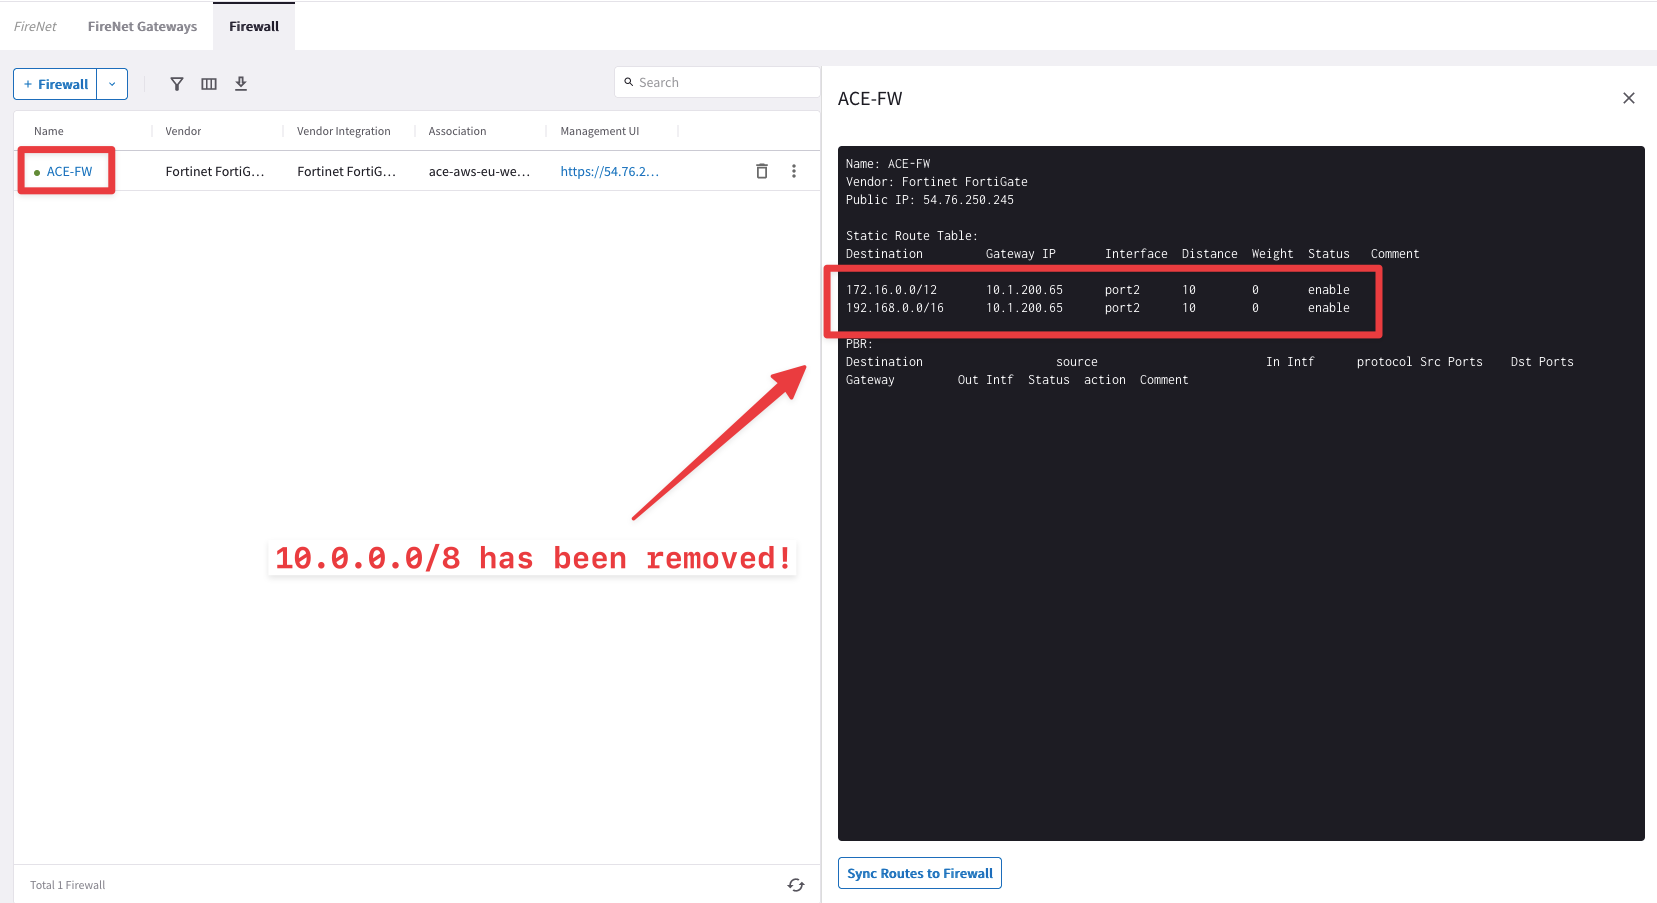 FireNet FireNet Gateways Firewall
+ Firewall
Search
Name Vendor Vendor Integration Association Management UI
ACE-FW Fortinet FortiG... Fortinet FortiG... ace-aws-eu-we... https://54.76.2...
10.0.0.0/8 has been removed!
Total 1 Firewall
ACE-FW
Name: ACE-FW
Vendor: Fortinet FortiGate
Public IP: 54.76.250.245
Static Route Table:
Destination Gateway IP Interface Distance Weight Status Comment
172.16.0.0/12 10.1.200.65 port2 10 0 enable
192.168.0.0/16 10.1.200.65 port2 10 0 enable
PBR:
Destination source In Intf protocol Src Ports Dst Ports
Gateway Out Intf Status action Comment
Sync Routes to Firewall